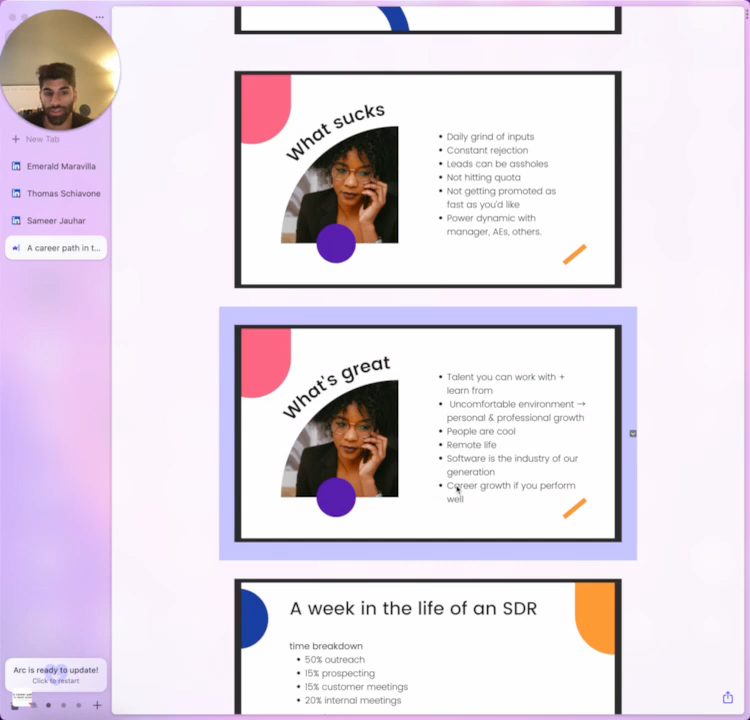 New Tab
Emerald Maravilla
Thomas Schiavone
Sameer Jauhar
A career path in t...
Arc is ready to update!
Click to restart
What sucks
• Daily grind of inputs
• Constant rejection
• Leads can be assholes
• Not hitting quota
• Not getting promoted as
fast as you'd like
• Power dynamic with
manager, AEs, others.
What's great
• Talent you can work with +
learn from
• Uncomfortable environment →
personal & professional growth
• People are cool
• Remote life
• Software is the industry of our
generation
• Career growth if you perform
well
A week in the life of an SDR
time breakdown
• 50% outreach
• 15% prospecting
• 15% customer meetings
• 20% internal meetings